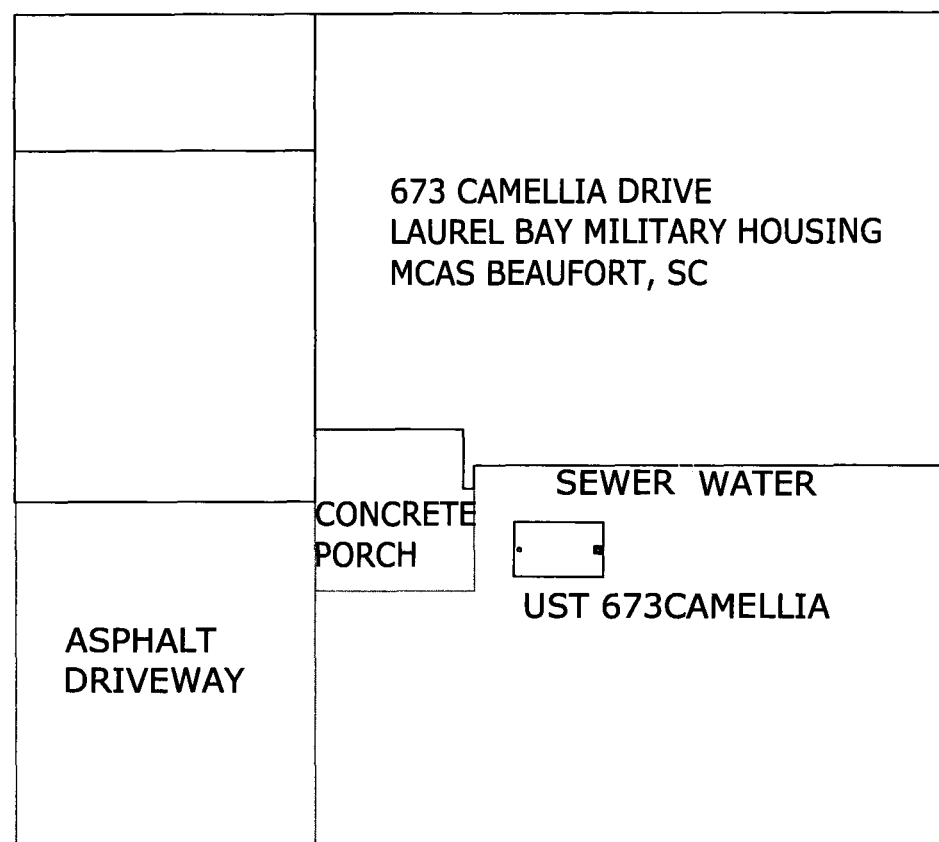 673 CAMELLIA DRIVE
LAUREL BAY MILITARY HOUSING
MCAS BEAUFORT, SC
SEWER WATER
CONCRETE
PORCH
UST 673CAMELLIA
ASPHALT
DRIVEWAY